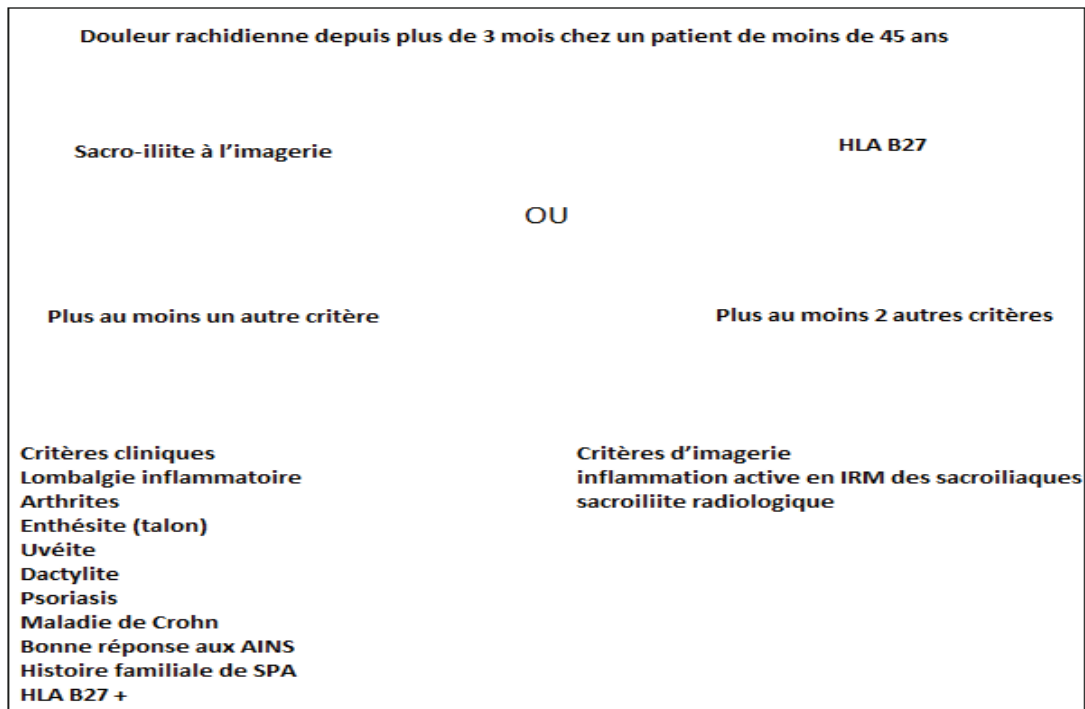 Douleur rachidienne depuis plus de 3 mois chez un patient de moins de 45 ans
Sacro-iliite à l'imagerie
HLA B27
OU
Plus au moins un autre critère
Plus au moins 2 autres critères
Critères cliniques
Lombalgie inflammatoire
Arthrites
Enthésite (talon)
Uvéite
Dactylite
Psoriasis
Maladie de Crohn
Bonne réponse aux AINS
Histoire familiale de SPA
HLA B27 +
Critères d'imagerie
inflammation active en IRM des sacroiliaques
sacroiliite radiologique